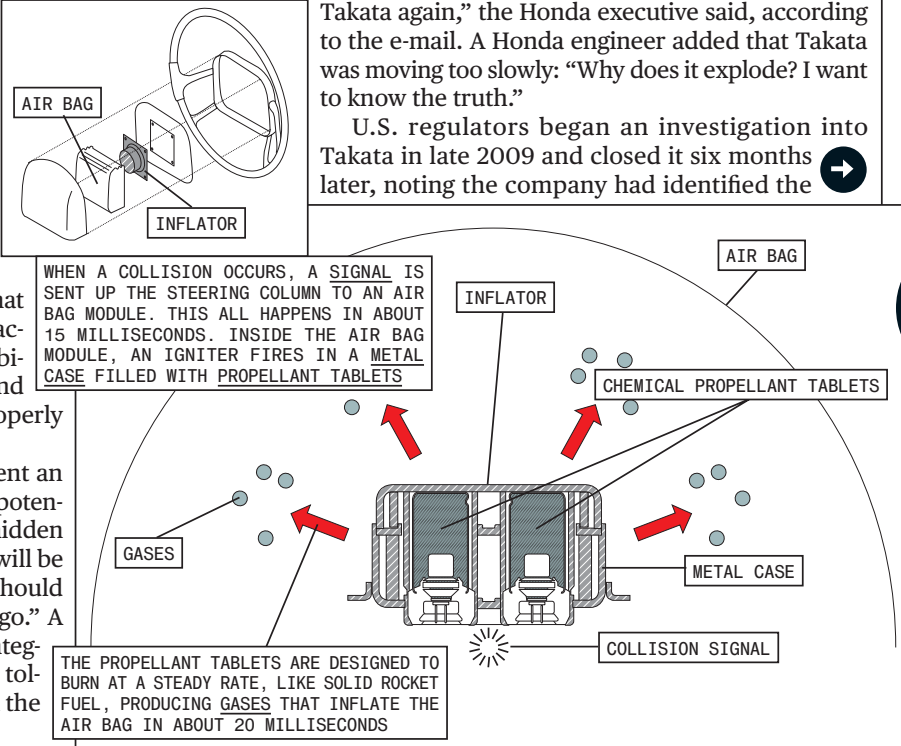 Takata again,” the Honda executive said, according
to the e-mail. A Honda engineer added that Takata
was moving too slowly: “Why does it explode? I want
to know the truth.”
U.S. regulators began an investigation into
Takata in late 2009 and closed it six months
later, noting the company had identified the
AIR BAG
INFLATOR
WHEN A COLLISION OCCURS, A SIGNAL IS
SENT UP THE STEERING COLUMN TO AN AIR
BAG MODULE. THIS ALL HAPPENS IN ABOUT
15 MILLISECONDS. INSIDE THE AIR BAG
MODULE, AN IGNITER FIRES IN A METAL
CASE FILLED WITH PROPELLANT TABLETS
AIR BAG
INFLATOR
CHEMICAL PROPELLANT TABLETS
GASES
METAL CASE
COLLISION SIGNAL
THE PROPELLANT TABLETS ARE DESIGNED TO
BURN AT A STEADY RATE, LIKE SOLID ROCKET
FUEL, PRODUCING GASES THAT INFLATE THE
AIR BAG IN ABOUT 20 MILLISECONDS
will be
go.” A
the